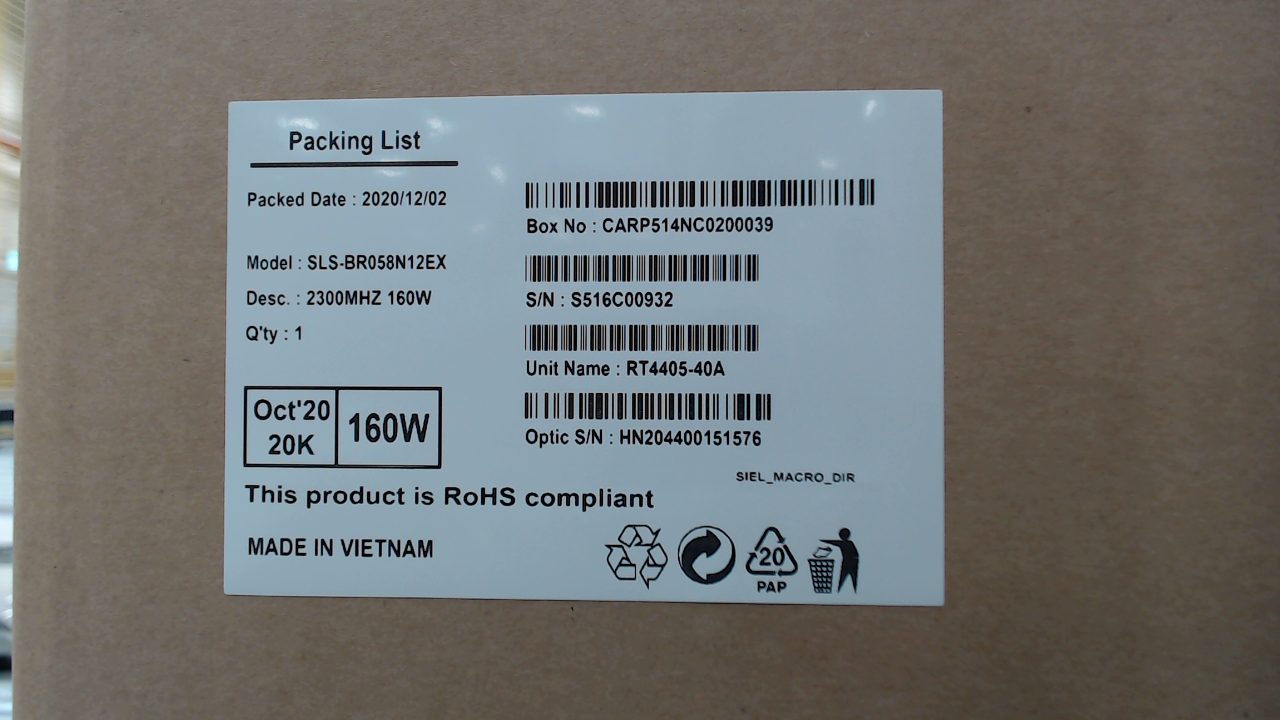 Packing List
Packed Date : 2020/12/02
Box No : CARP514NC0200039
Model : SLS-BR058N12EX
S/N : S516C00932
Desc. : 2300MHZ 160W
Q'ty : 1
Unit Name : RT4405-40A
Oct'20
20K
160W
Optic S/N : HN204400151576
SIEL_MACRO_DIR
This product is RoHS compliant
MADE IN VIETNAM
20
PAP